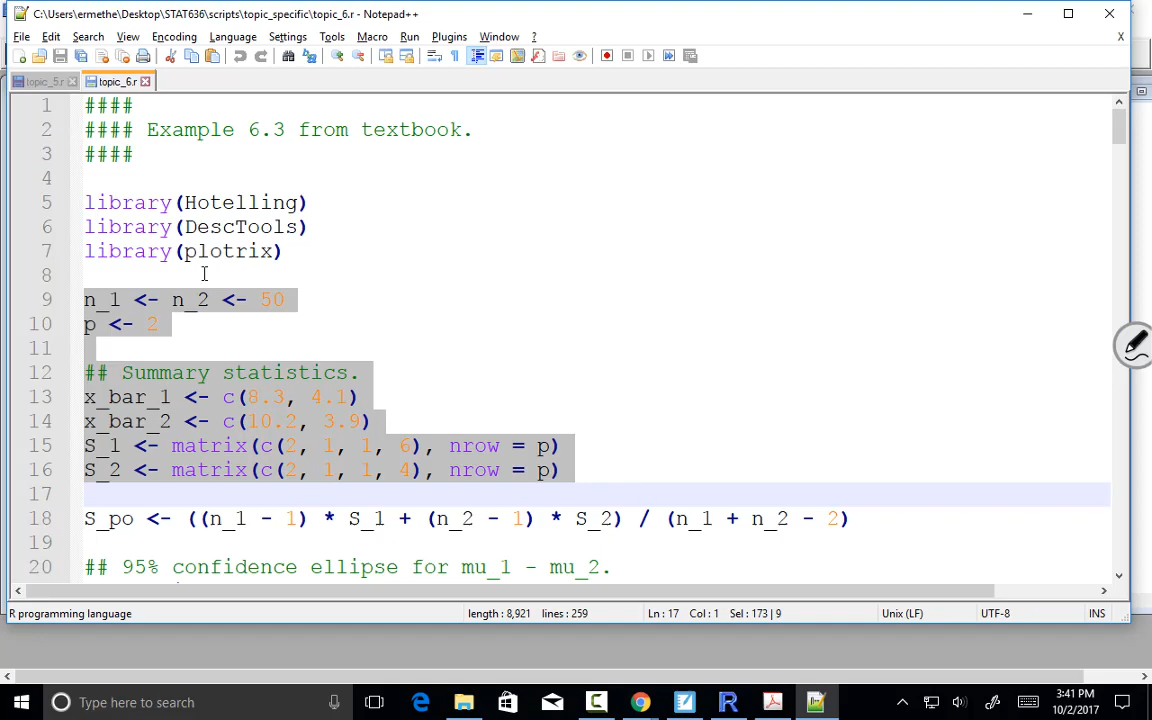 C:\Users\ermethe\Desktop\STAT636\scripts\topic_specific\topic_6.r - Notepad++
File Edit Search View Encoding Language Settings Tools Macro Run Plugins Window ? X
topic_5.r topic_6.r
1 ####
2 #### Example 6.3 from textbook.
3 ####
4
5 library(Hotelling)
6 library(DescTools)
7 library(plotrix)
8
9 n_1 <- n_2 <- 50
10 p <- 2
11
12 ## Summary statistics.
13 x_bar_1 <- c(8.3, 4.1)
14 x_bar_2 <- c(10.2, 3.9)
15 S_1 <- matrix(c(2, 1, 1, 6), nrow = p)
16 S_2 <- matrix(c(2, 1, 1, 4), nrow = p)
17
18 S_po <- ((n_1 - 1) * S_1 + (n_2 - 1) * S_2) / (n_1 + n_2 - 2)
19
20 ## 95% confidence ellipse for mu_1 - mu_2.
R programming language length : 8,921 lines : 259 Ln : 17 Col : 1 Sel : 173 | 9 Unix (LF) UTF-8 INS
Type here to search
3:41 PM
10/2/2017